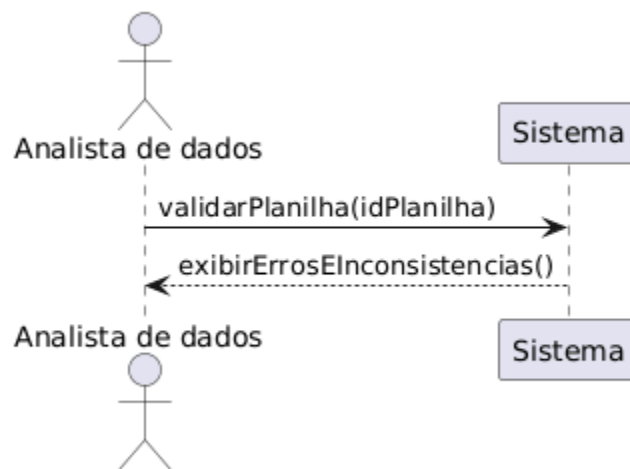 Analista de dados
Sistema
validarPlanilha(idPlanilha)
exibirErrosEInconsistencias()
Analista de dados
Sistema